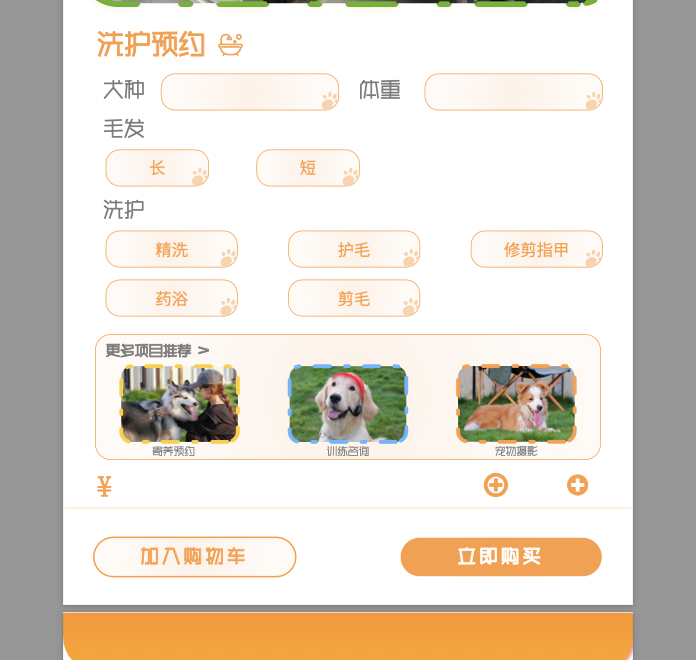 洗护预约
犬种 体重
毛发
长 短
洗护
精洗 护毛 修剪指甲
药浴 剪毛
更多项目推荐 >
寄养预约 训练咨询 宠物摄影
¥
加入购物车 立即购买